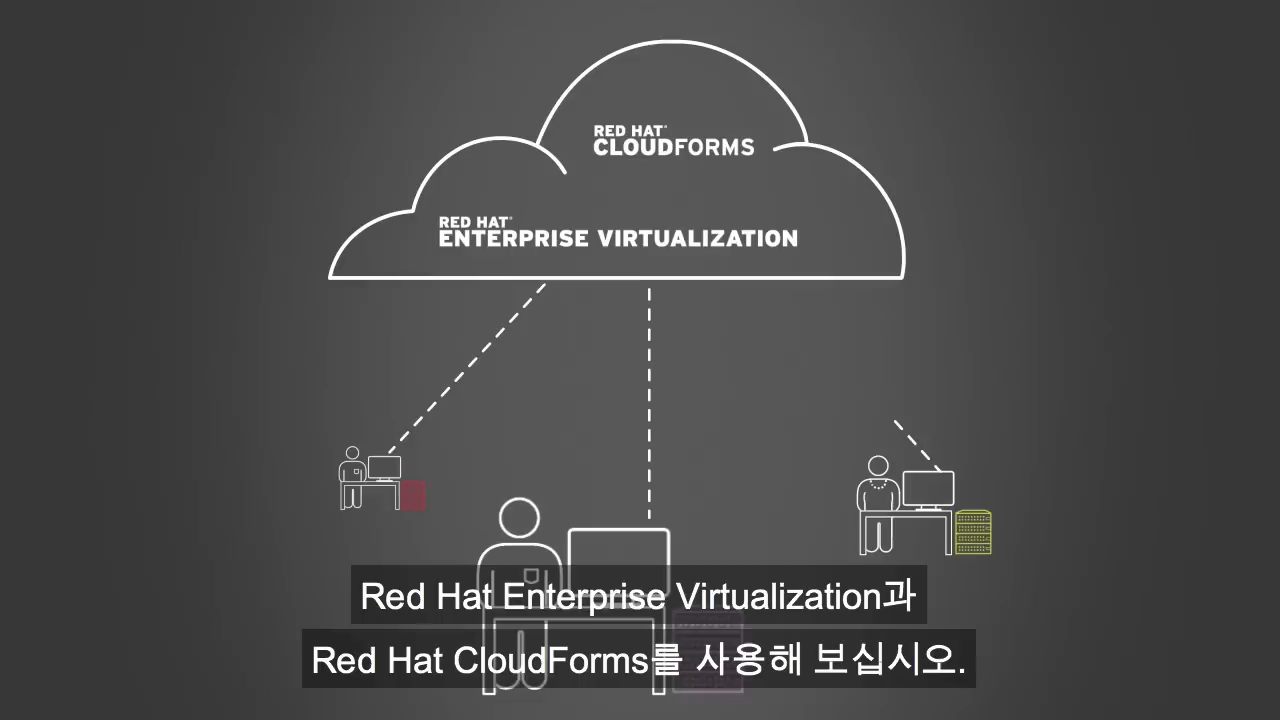 RED HAT®
CLOUDFORMS
RED HAT®
ENTERPRISE VIRTUALIZATION
Red Hat Enterprise Virtualization과
Red Hat CloudForms를 사용해 보십시오.